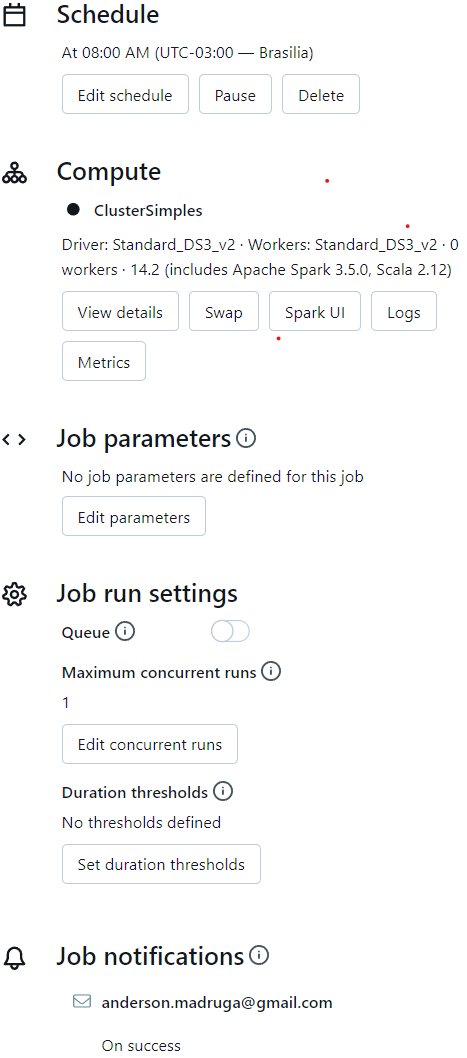 Schedule
At 08:00 AM (UTC-03:00 — Brasilia)
Edit schedule Pause Delete
Compute
ClusterSimples
Driver: Standard_DS3_v2 · Workers: Standard_DS3_v2 · 0
workers · 14.2 (includes Apache Spark 3.5.0, Scala 2.12)
View details Swap Spark UI Logs
Metrics
Job parameters
No job parameters are defined for this job
Edit parameters
Job run settings
Queue
Maximum concurrent runs
1
Edit concurrent runs
Duration thresholds
No thresholds defined
Set duration thresholds
Job notifications
anderson.madruga@gmail.com
On success